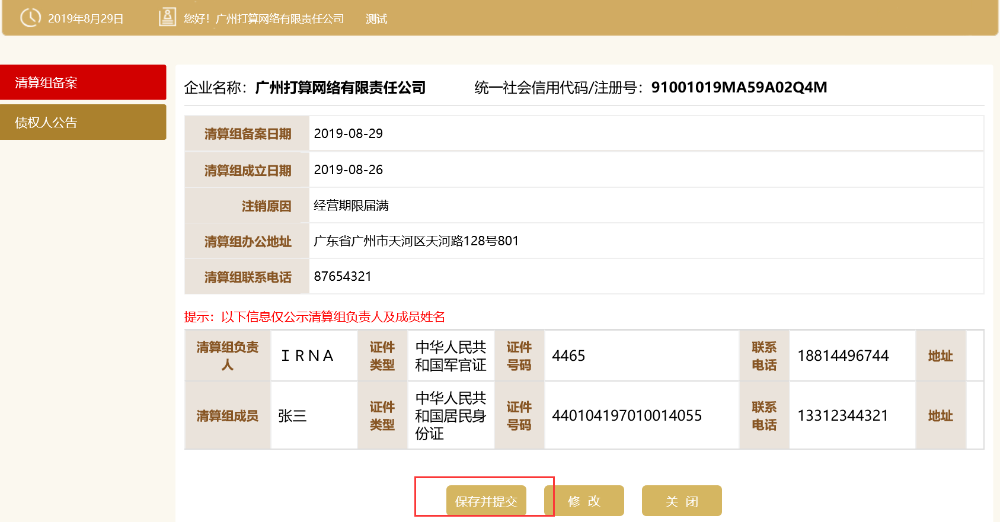 2019年8月29日 您好！广州打算网络有限责任公司 测试
清算组备案
债权人公告
企业名称：广州打算网络有限责任公司 统一社会信用代码/注册号：91001019MA59A02Q4M
清算组备案日期 2019-08-29
清算组成立日期 2019-08-26
注销原因 经营期限届满
清算组办公地址 广东省广州市天河区天河路128号801
清算组联系电话 87654321
提示：以下信息仅公示清算组负责人及成员姓名
清算组负责人 ＩＲＮＡ 证件类型 中华人民共和国军官证 证件号码 4465 联系电话 18814496744 地址
清算组成员 张三 证件类型 中华人民共和国居民身份证 证件号码 440104197010014055 联系电话 13312344321 地址
保存并提交 修 改 关 闭